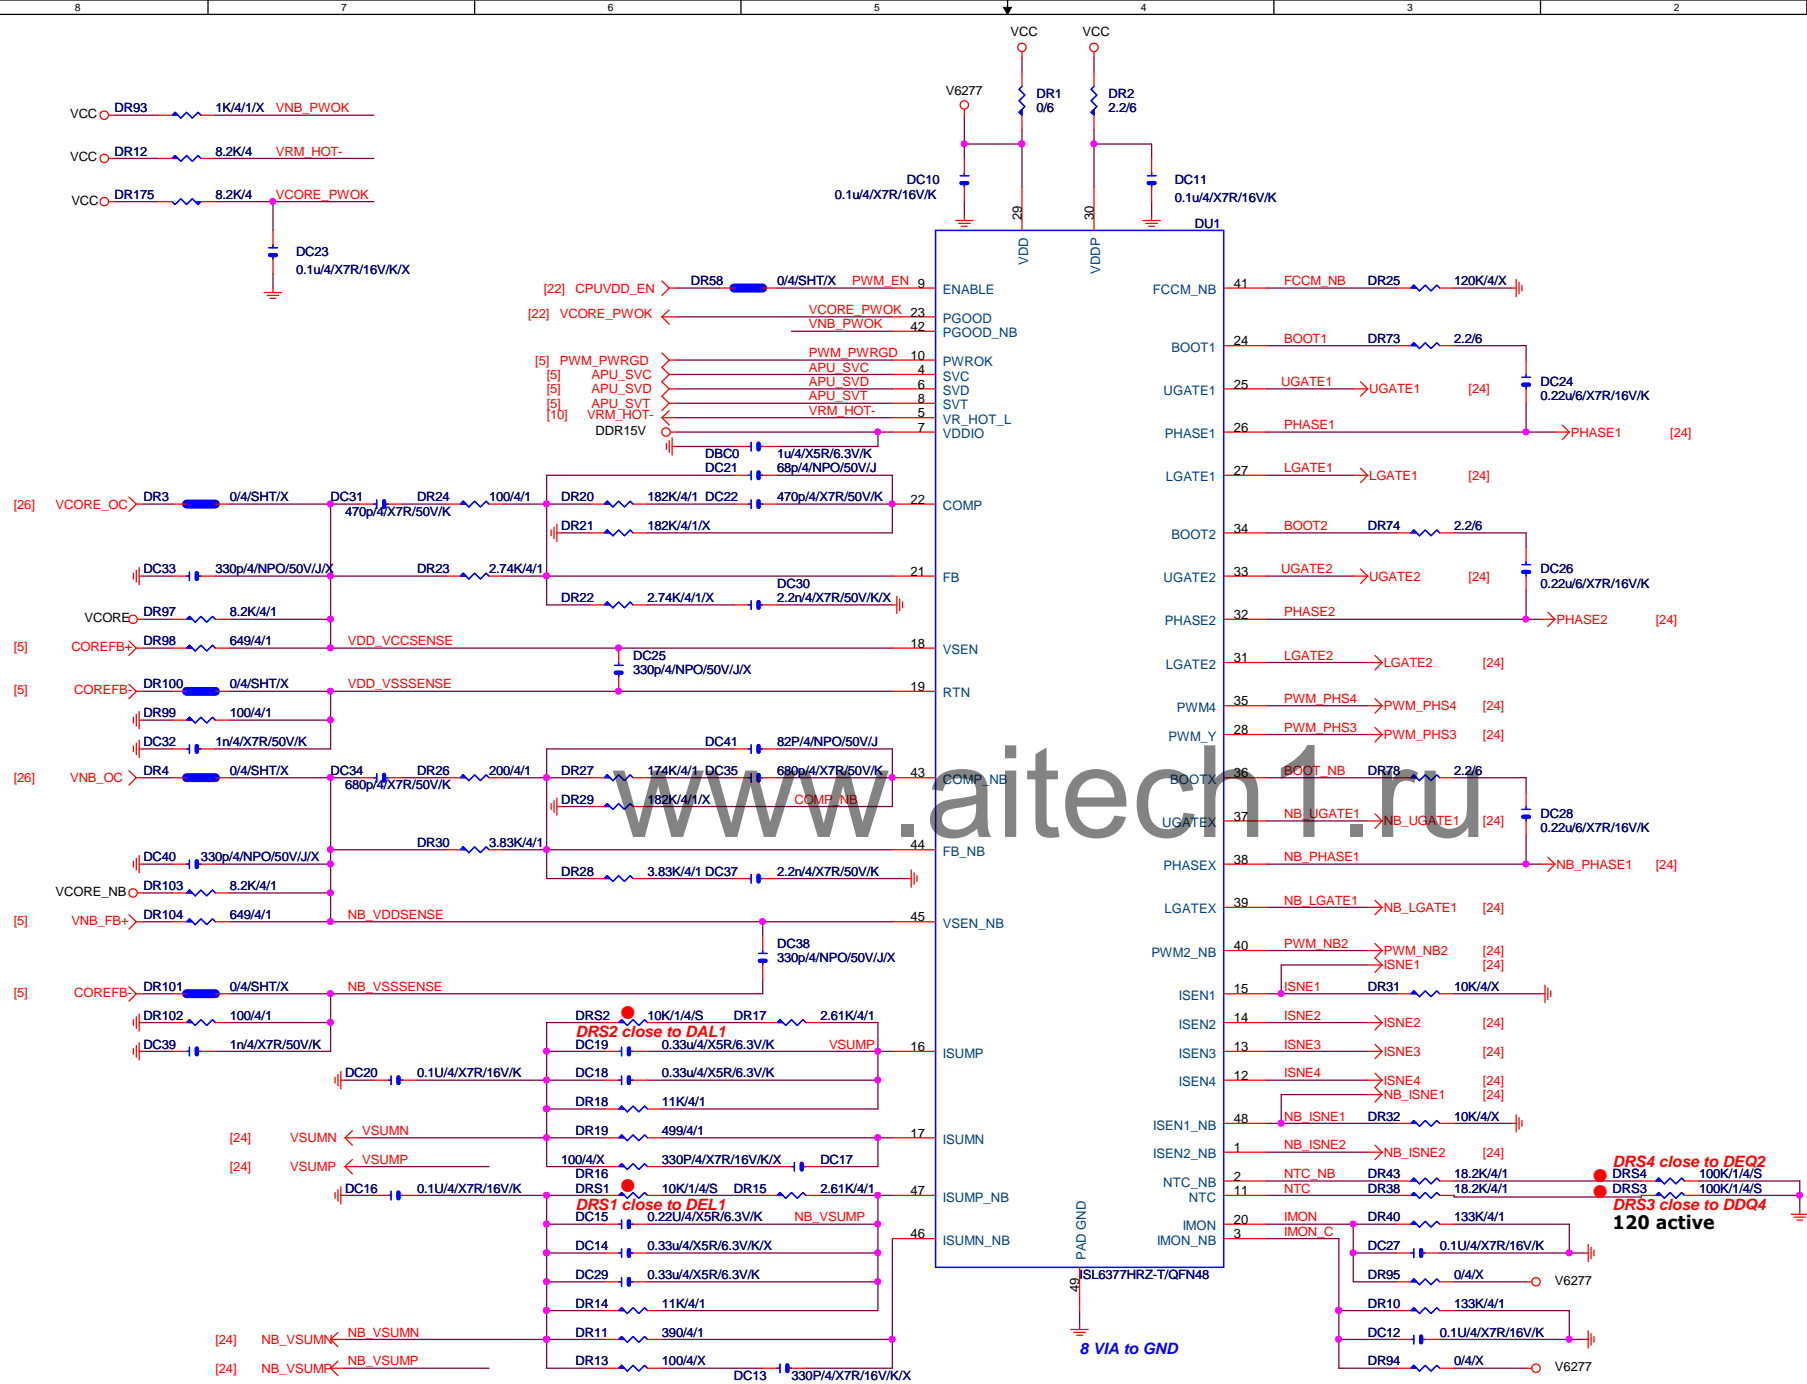 8 7 6 5 4 3 2
VCC VCC
V6277 DR1 DR2
0/6 2.2/6
VCC DR93 1K/4/1/X VNB_PWOK
VCC DR12 8.2K/4 VRM_HOT-
VCC DR175 8.2K/4 VCORE_PWOK
DC10 DC11
0.1u/4/X7R/16V/K 0.1u/4/X7R/16V/K
29 30
DU1
DC23
0.1u/4/X7R/16V/K/X
VDD VDDP
[22] CPUVDD_EN DR58 0/4/SHT/X PWM_EN 9 ENABLE
[22] VCORE_PWOK VCORE_PWOK 23 PGOOD
VNB_PWOK 42 PGOOD_NB
[5] PWM_PWRGD PWM_PWRGD 10 PWROK
[5] APU_SVC APU_SVC 4 SVC
[5] APU_SVD APU_SVD 6 SVD
[5] APU_SVT APU_SVT 8 SVT
[10] VRM_HOT- VRM_HOT- 5 VR_HOT_L
DDR15V 7 VDDIO
DBC0 1u/4/X5R/6.3V/K
DC21 68p/4/NPO/50V/J
[26] VCORE_OC DR3 0/4/SHT/X DC31 DR24 100/4/1 DR20 182K/4/1 DC22 470p/4/X7R/50V/K 22 COMP
470p/4/X7R/50V/K
DR21 182K/4/1/X
DC33 330p/4/NPO/50V/J/X DR23 2.74K/4/1 21 FB
DC30
DR22 2.74K/4/1/X 2.2n/4/X7R/50V/K/X
VCORE DR97 8.2K/4/1
[5] COREFB+ DR98 649/4/1 VDD_VCCSENSE 18 VSEN
DC25
330p/4/NPO/50V/J/X
[5] COREFB- DR100 0/4/SHT/X VDD_VSSSENSE 19 RTN
DR99 100/4/1
DC32 1n/4/X7R/50V/K
DC41 82P/4/NPO/50V/J
[26] VNB_OC DR4 0/4/SHT/X DC34 DR26 200/4/1 DR27 174K/4/1 DC35 680p/4/X7R/50V/K 43 COMP_NB
680p/4/X7R/50V/K
DR29 182K/4/1/X COMP_NB
DR30 3.83K/4/1 44 FB_NB
DC40 330p/4/NPO/50V/J/X
DR28 3.83K/4/1 DC37 2.2n/4/X7R/50V/K
VCORE_NB DR103 8.2K/4/1
[5] VNB_FB+ DR104 649/4/1 NB_VDDSENSE 45 VSEN_NB
DC38
330p/4/NPO/50V/J/X
[5] COREFB- DR101 0/4/SHT/X NB_VSSSENSE
DR102 100/4/1
DC39 1n/4/X7R/50V/K
DRS2 10K/1/4/S DR17 2.61K/4/1
DRS2 close to DAL1
DC19 0.33u/4/X5R/6.3V/K VSUMP 16 ISUMP
DC20 0.1U/4/X7R/16V/K DC18 0.33u/4/X5R/6.3V/K
DR18 11K/4/1
[24] VSUMN VSUMN DR19 499/4/1 17 ISUMN
[24] VSUMP VSUMP 100/4/X 330P/4/X7R/16V/K/X DC17
DR16
DC16 0.1U/4/X7R/16V/K DRS1 10K/1/4/S DR15 2.61K/4/1 47 ISUMP_NB
DRS1 close to DEL1
DC15 0.22U/4/X5R/6.3V/K NB_VSUMP
46 ISUMN_NB
DC14 0.33u/4/X5R/6.3V/K/X
DC29 0.33u/4/X5R/6.3V/K
DR14 11K/4/1
[24] NB_VSUMN NB_VSUMN DR11 390/4/1
[24] NB_VSUMP NB_VSUMP DR13 100/4/X
DC13 330P/4/X7R/16V/K/X
FCCM_NB 41 FCCM_NB DR25 120K/4/X
BOOT1 24 BOOT1 DR73 2.2/6
UGATE1 25 UGATE1 UGATE1 [24]
DC24
0.22u/6/X7R/16V/K
PHASE1 26 PHASE1 PHASE1 [24]
LGATE1 27 LGATE1 LGATE1 [24]
BOOT2 34 BOOT2 DR74 2.2/6
UGATE2 33 UGATE2 UGATE2 [24]
DC26
0.22u/6/X7R/16V/K
PHASE2 32 PHASE2 PHASE2 [24]
LGATE2 31 LGATE2 LGATE2 [24]
PWM4 35 PWM_PHS4 PWM_PHS4 [24]
PWM_Y 28 PWM_PHS3 PWM_PHS3 [24]
BOOTX 36 BOOT_NB DR78 2.2/6
UGATEX 37 NB_UGATE1 NB_UGATE1 [24]
DC28
0.22u/6/X7R/16V/K
PHASEX 38 NB_PHASE1 NB_PHASE1 [24]
LGATEX 39 NB_LGATE1 NB_LGATE1 [24]
PWM2_NB 40 PWM_NB2 PWM_NB2 [24]
ISNE1 [24]
ISEN1 15 ISNE1 DR31 10K/4/X
ISEN2 14 ISNE2 ISNE2 [24]
ISEN3 13 ISNE3 ISNE3 [24]
ISEN4 12 ISNE4 ISNE4 [24]
NB_ISNE1 [24]
ISEN1_NB 48 NB_ISNE1 DR32 10K/4/X
ISEN2_NB 1 NB_ISNE2 NB_ISNE2 [24]
DRS4 close to DEQ2
NTC_NB 2 NTC_NB DR43 18.2K/4/1 DRS4 100K/1/4/S
NTC 11 NTC DR38 18.2K/4/1 DRS3 100K/1/4/S
DRS3 close to DDQ4
120 active
IMON 20 IMON DR40 133K/4/1
IMON_NB 3 IMON_C DC27 0.1U/4/X7R/16V/K
DR95 0/4/X V6277
DR10 133K/4/1
DC12 0.1U/4/X7R/16V/K
DR94 0/4/X V6277
PAD GND
49
ISL6377HRZ-T/QFN48
8 VIA to GND
www.aitech1.ru